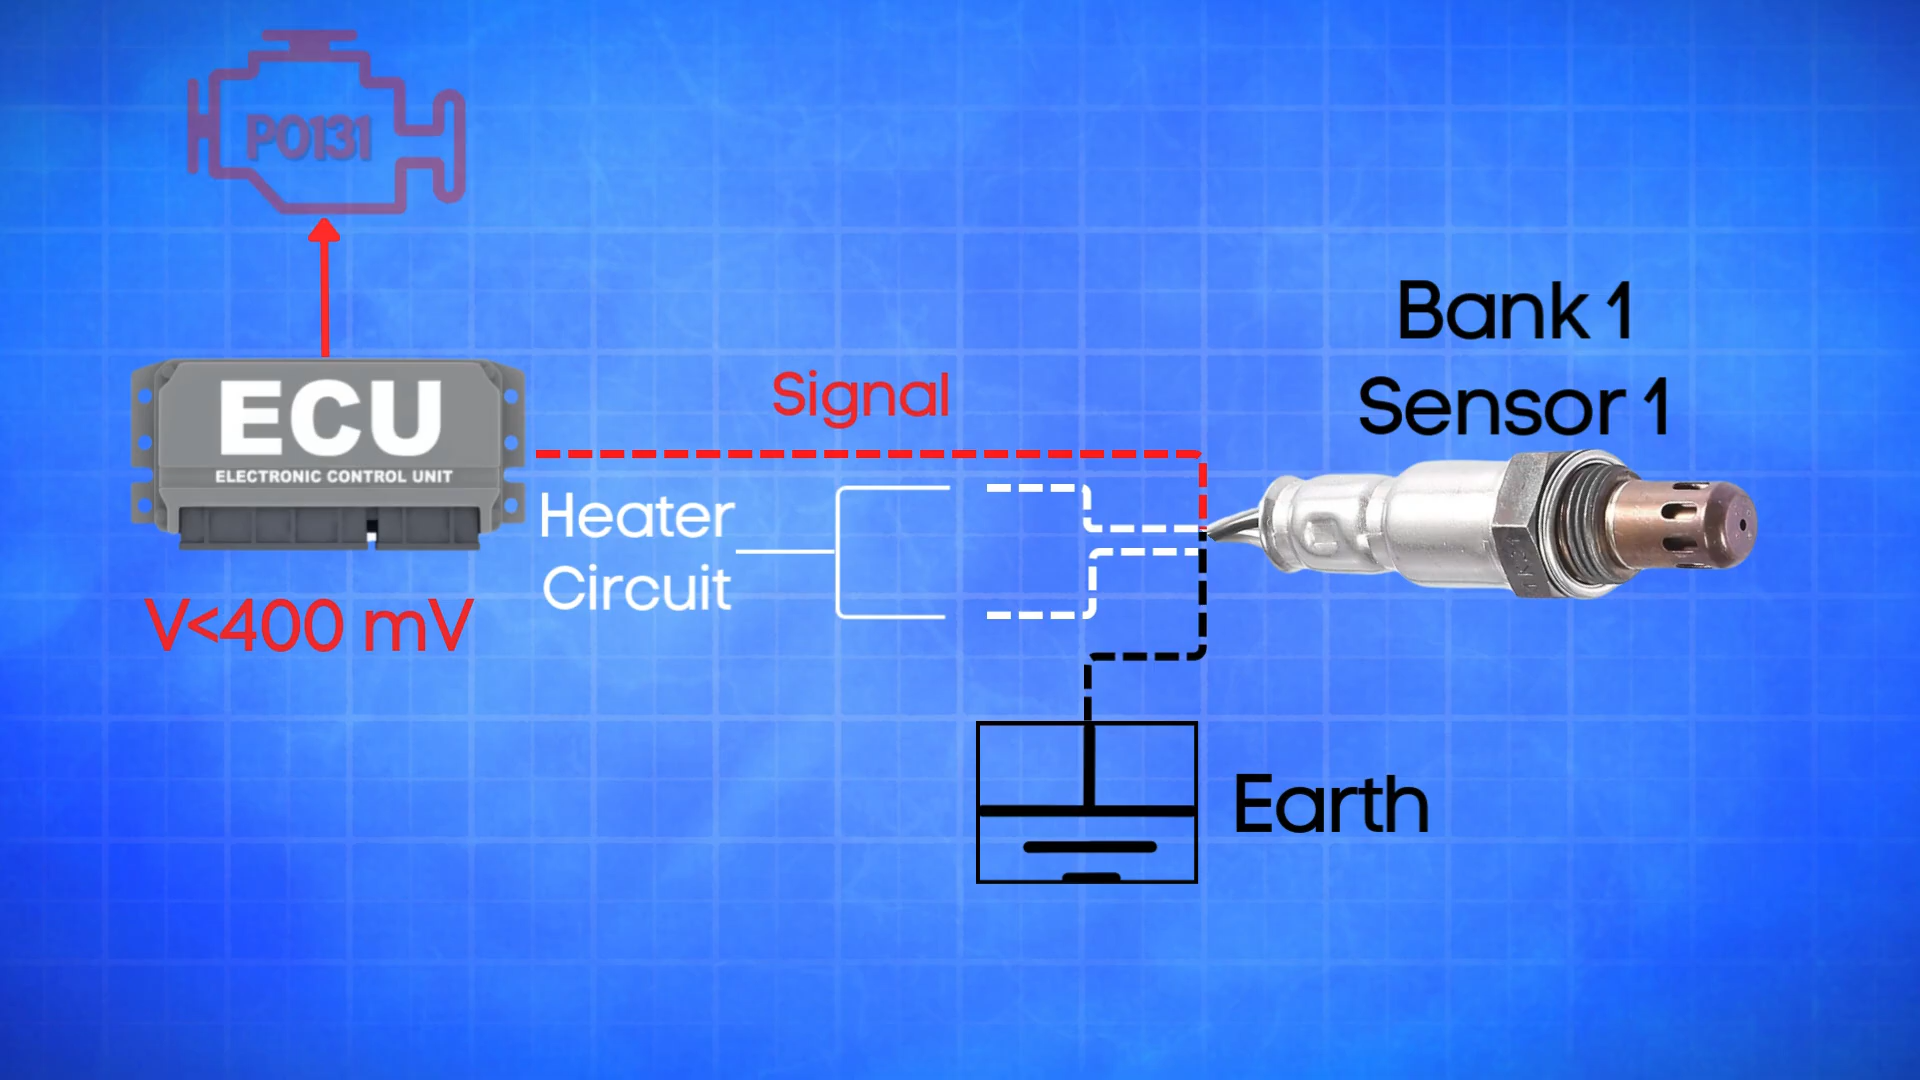 P0131
ECU
ELECTRONIC CONTROL UNIT
V<400 mV
Signal
Heater
Circuit
Bank 1
Sensor 1
Earth